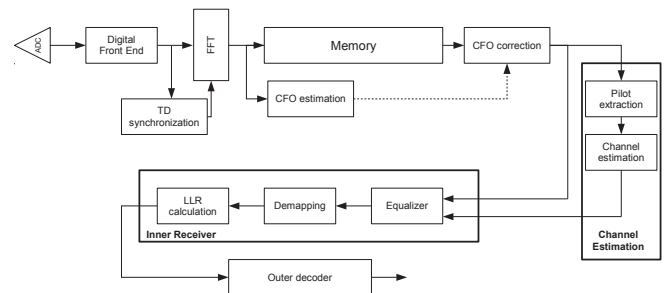 ADC
Digital
Front End
FFT
Memory
CFO correction
TD
synchronization
CFO estimation
Pilot
extraction
Channel
estimation
Channel
Estimation
LLR
calculation
Demapping
Equalizer
Inner Receiver
Outer decoder